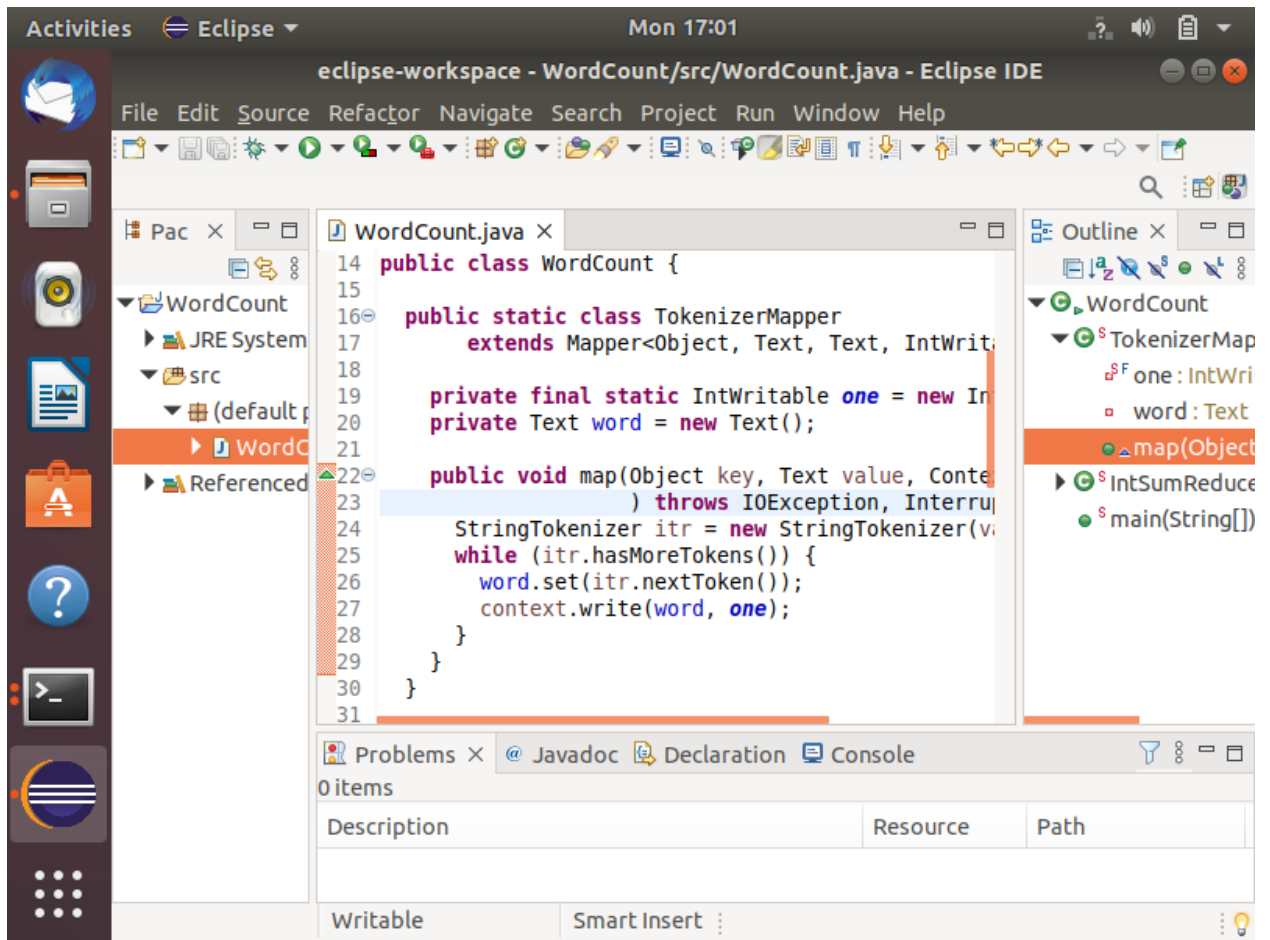 Activities Eclipse Mon 17:01
eclipse-workspace - WordCount/src/WordCount.java - Eclipse IDE
File Edit Source Refactor Navigate Search Project Run Window Help
Pac
WordCount
JRE System
src
(default p
WordC
Referenced
WordCount.java
14 public class WordCount {
15
16 public static class TokenizerMapper
17 extends Mapper<Object, Text, Text, IntWrita
18
19 private final static IntWritable one = new In
20 private Text word = new Text();
21
22 public void map(Object key, Text value, Conte
23 ) throws IOException, Interrup
24 StringTokenizer itr = new StringTokenizer(va
25 while (itr.hasMoreTokens()) {
26 word.set(itr.nextToken());
27 context.write(word, one);
28 }
29 }
30 }
31
Outline
WordCount
TokenizerMap
one : IntWri
word : Text
map(Object
IntSumReduce
main(String[])
Problems Javadoc Declaration Console
0 items
Description Resource Path
Writable Smart Insert